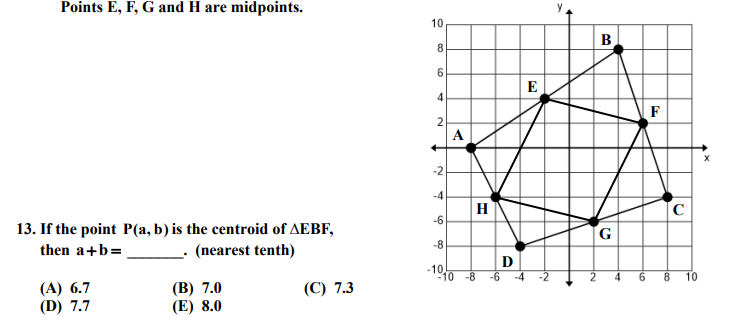 Points E, F, G and H are midpoints.
13. If the point P(a, b) is the centroid of ΔEBF,
then a+b= ________. (nearest tenth)
(A) 6.7 (B) 7.0 (C) 7.3
(D) 7.7 (E) 8.0
y
10
8
6
4
2
-2
-4
-6
-8
-10
-10 -8 -6 -4 -2 2 4 6 8 10
x
B
E
F
A
H
C
G
D